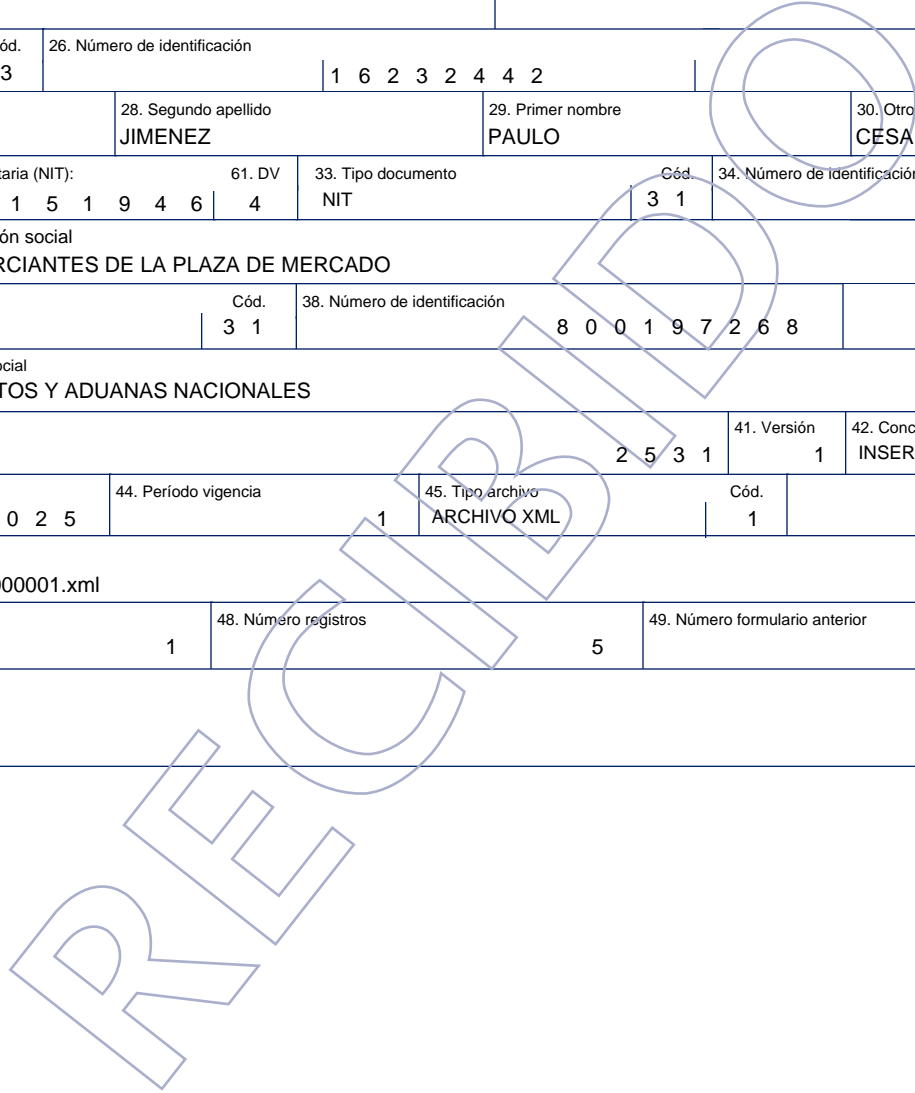 ód. 26. Número de identificación
3 1 6 2 3 2 4 4 2
28. Segundo apellido 29. Primer nombre 30. Otro
JIMENEZ PAULO CESA
taria (NIT): 61. DV 33. Tipo documento Cód. 34. Número de identificación
1 5 1 9 4 6 4 NIT 3 1
ón social
RCIANTES DE LA PLAZA DE MERCADO
Cód. 38. Número de identificación
3 1 8 0 0 1 9 7 2 6 8
ocial
TOS Y ADUANAS NACIONALES
41. Versión 42. Conc
2 5 3 1 1 INSER
44. Período vigencia 45. Tipo archivo Cód.
0 2 5 1 ARCHIVO XML 1
000001.xml
48. Número registros 49. Número formulario anterior
1 5
RECIBIDO